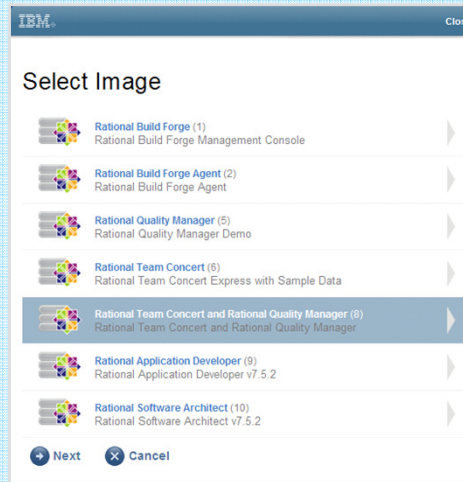 IBM.
Clos
Select Image
Rational Build Forge (1)
Rational Build Forge Management Console
Rational Build Forge Agent (2)
Rational Build Forge Agent
Rational Quality Manager (5)
Rational Quality Manager Demo
Rational Team Concert (6)
Rational Team Concert Express with Sample Data
Rational Team Concert and Rational Quality Manager (8)
Rational Team Concert and Rational Quality Manager
Rational Application Developer (9)
Rational Application Developer v7.5.2
Rational Software Architect (10)
Rational Software Architect v7.5.2
Next Cancel